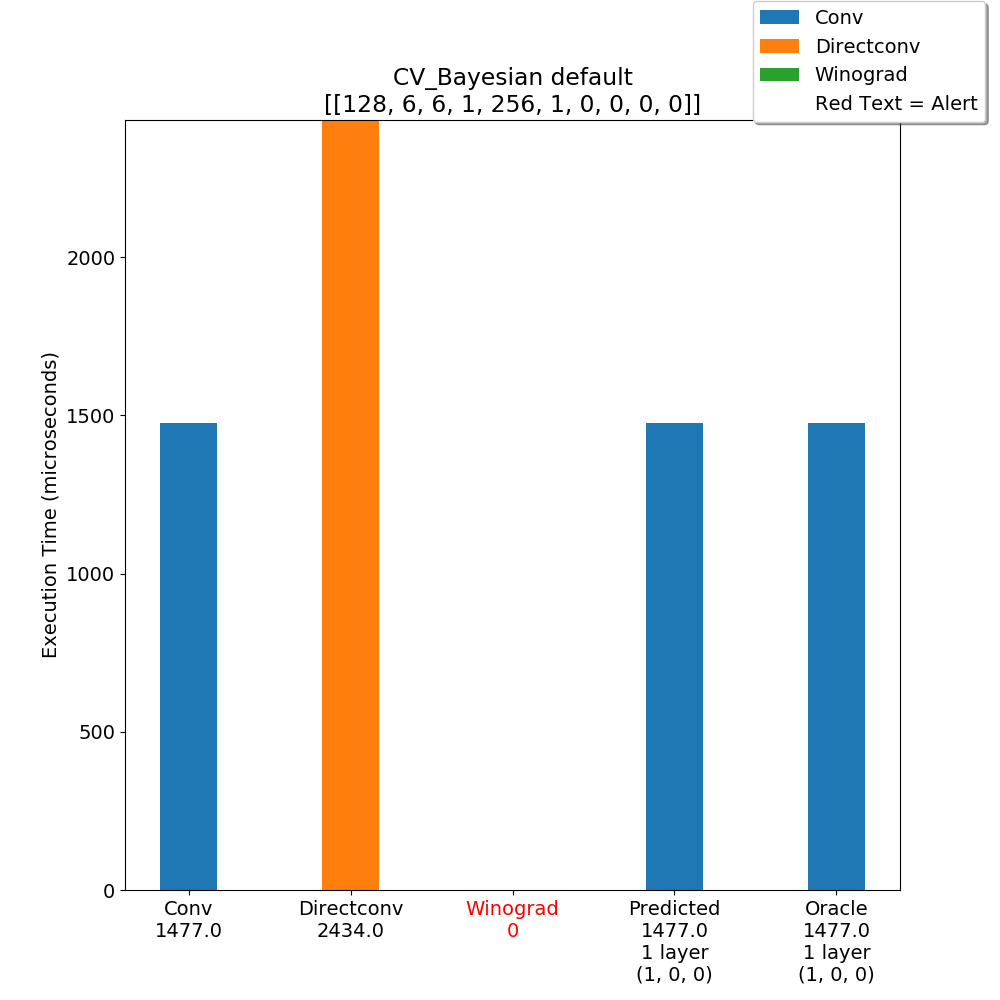 Conv
Directconv
Winograd
Red Text = Alert
CV_Bayesian default
[[128, 6, 6, 1, 256, 1, 0, 0, 0, 0]]
Execution Time (microseconds)
2000
1500
1000
500
0
Conv
1477.0
Directconv
2434.0
Winograd
0
Predicted
1477.0
1 layer
(1, 0, 0)
Oracle
1477.0
1 layer
(1, 0, 0)